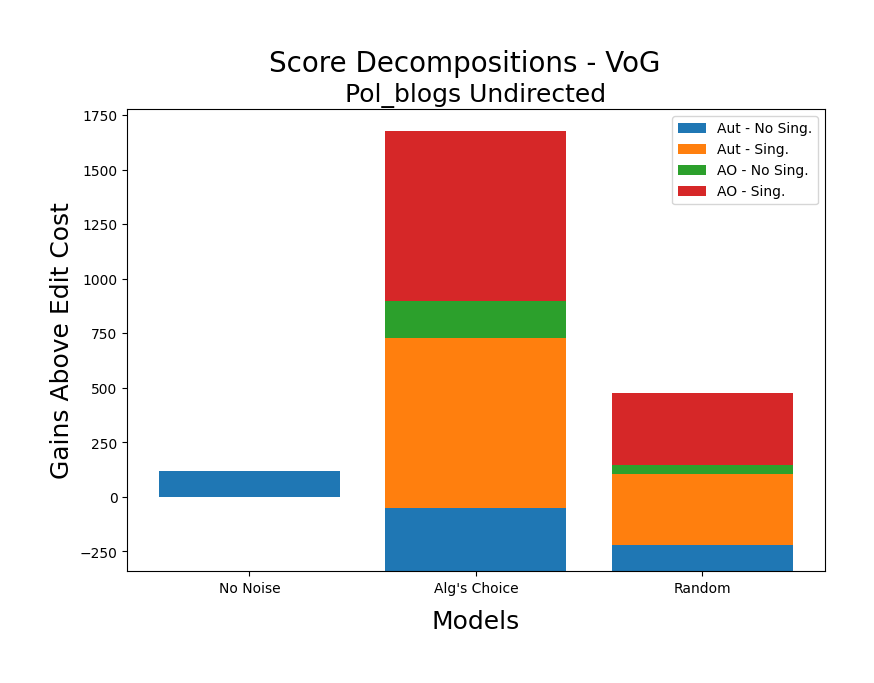 Score Decompositions - VoG
Pol_blogs Undirected
Gains Above Edit Cost
1750
1500
1250
1000
750
500
250
0
−250
Aut - No Sing.
Aut - Sing.
AO - No Sing.
AO - Sing.
No Noise
Alg's Choice
Random
Models